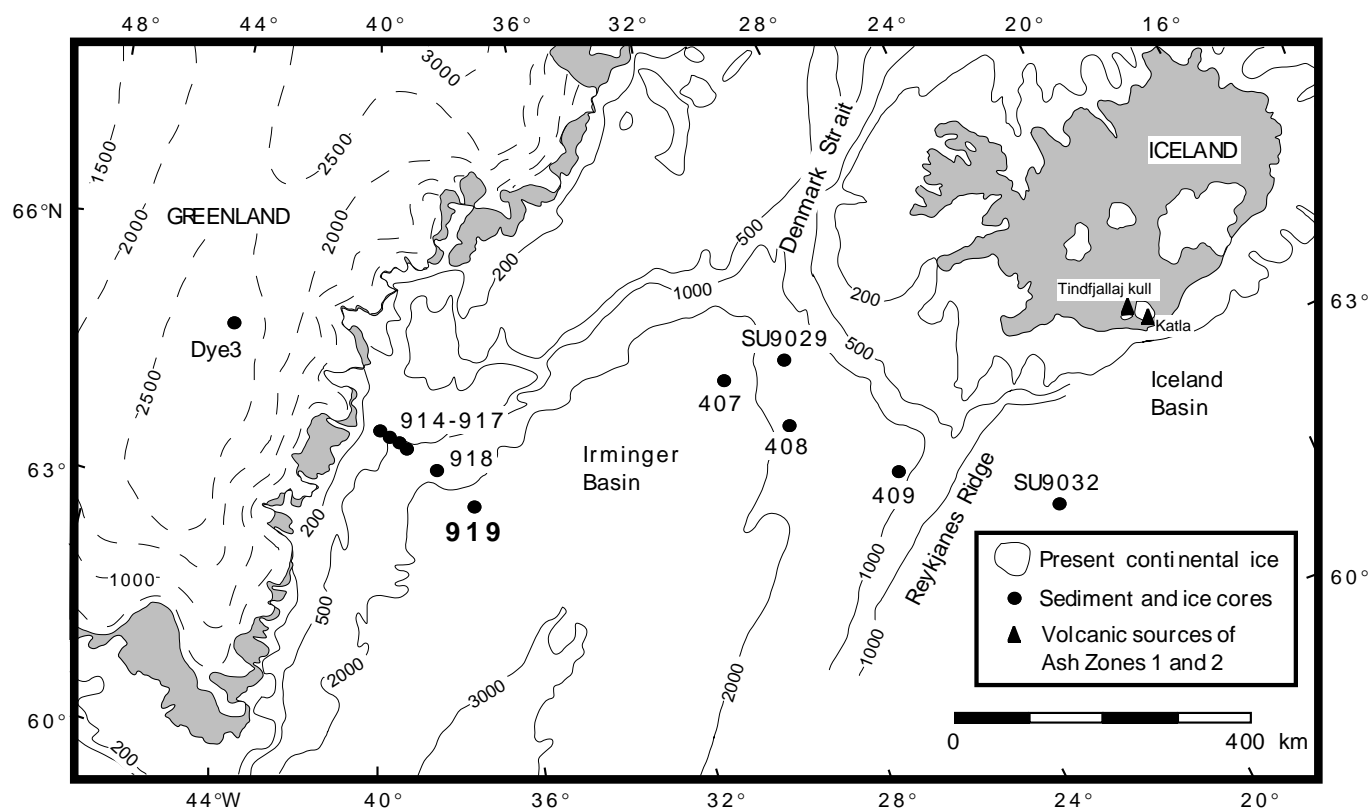 48° 44° 40° 36° 32° 28° 24° 20° 16°
3000
1500
2500
2000
2000
66°N
GREENLAND
Denmark Strait
500
200
1000
ICELAND
200
Tindfjallaj kull
Katla
63°
Dye3
2500
SU9029
500
407
408
Iceland
Basin
914-917
918
919
Irminger
Basin
409
Reykjanes Ridge
SU9032
63°
200
1000
500
1000
2000
3000
2000
1000
1000
60°
Present continental ice
Sediment and ice cores
Volcanic sources of
Ash Zones 1 and 2
60°
200
0 400 km
44°W 40° 36° 32° 28° 24° 20°